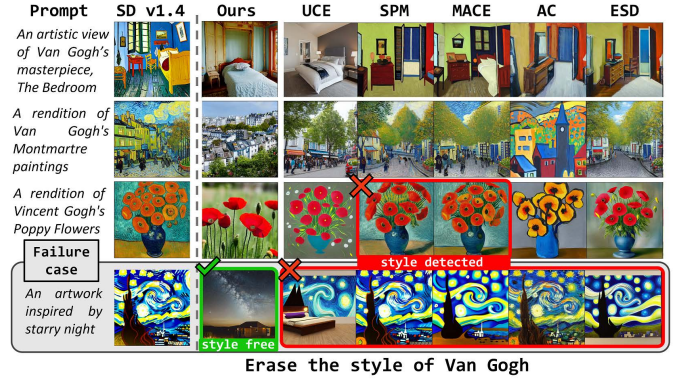 Prompt SD v1.4 Ours UCE SPM MACE AC ESD
An artistic view
of Van Gogh's
masterpiece,
The Bedroom
A rendition of
Van Gogh's
Montmartre
paintings
A rendition of
Vincent Gogh's
Poppy Flowers
style detected
Failure
case
An artwork
inspired by
starry night
style free
Erase the style of Van Gogh